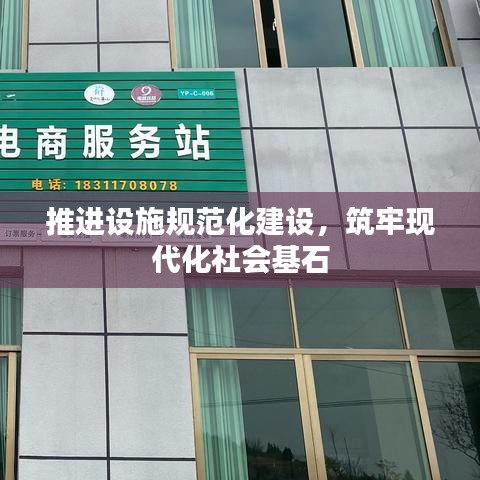 YP-C-006
电商服务站
电话：18311708078
推进设施规范化建设，筑牢现
代化社会基石